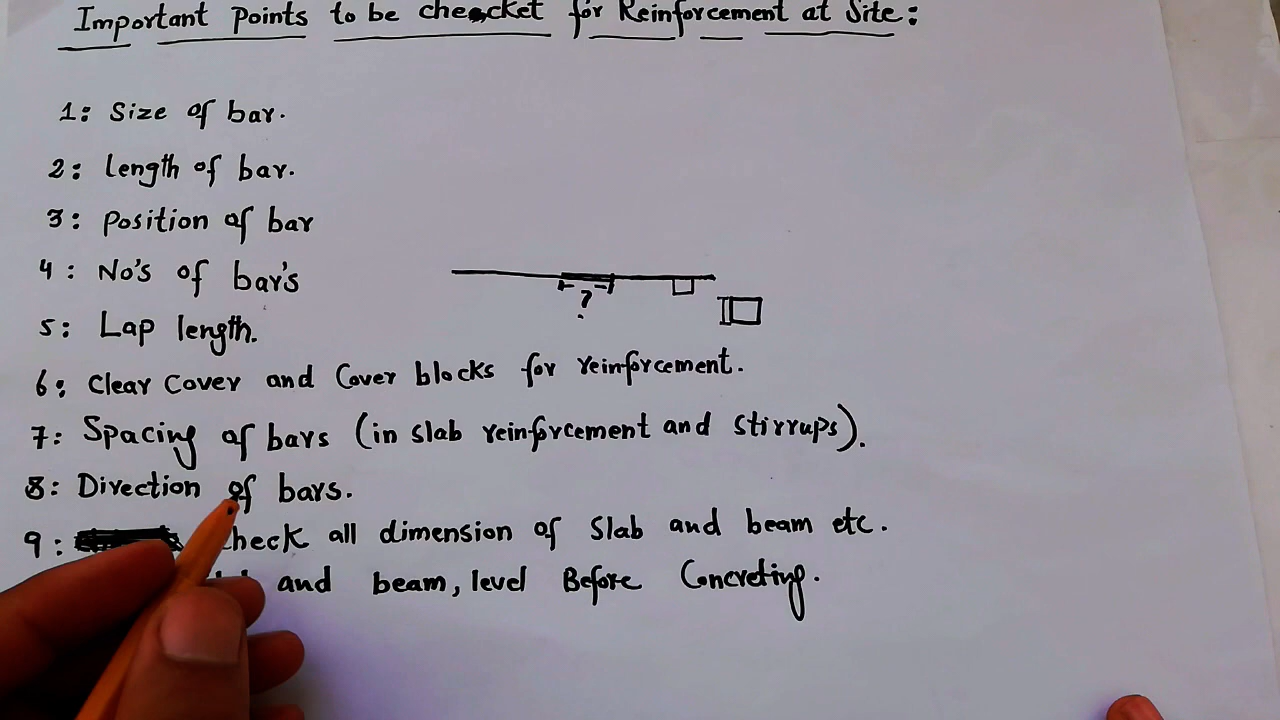 Important Points to be checket for Reinforcement at Site:
1: Size of bar.
2: length of bar.
3: Position of bar
4: No's of bar's
?
5: Lap length.
6: Clear Cover and Cover blocks for reinforcement.
7: Spacing of bars (in slab reinforcement and Stirrups).
8: Direction of bars.
9: check all dimension of Slab and beam etc.
and beam, level Before Concreting.